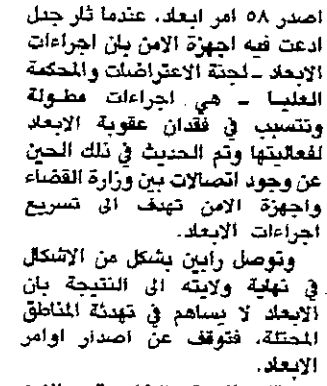 اصدر ٥٨ امر ابعاد، عندما ثار جدل
ادعت فيه اجهزة الامن بان اجراءات
الابعاد ـ لجنة الاعتراضات والمحكمة
العليا ـ هي اجراءات مطولة
وتتسبب في فقدان عقوبة الابعاد
لفعاليتها وتم الحديث في ذلك الحين
عن وجود اتصالات بين وزارة القضاء
واجهزة الامن تهدف الى تسريع
اجراءات الابعاد.
وتوصل رابين بشكل من الاشكال
في نهاية ولايته الى النتيجة بان
الابعاد لا يساهم في تهدئة المناطق
المحتلة، فتوقف عن اصدار اوامر
الابعاد.